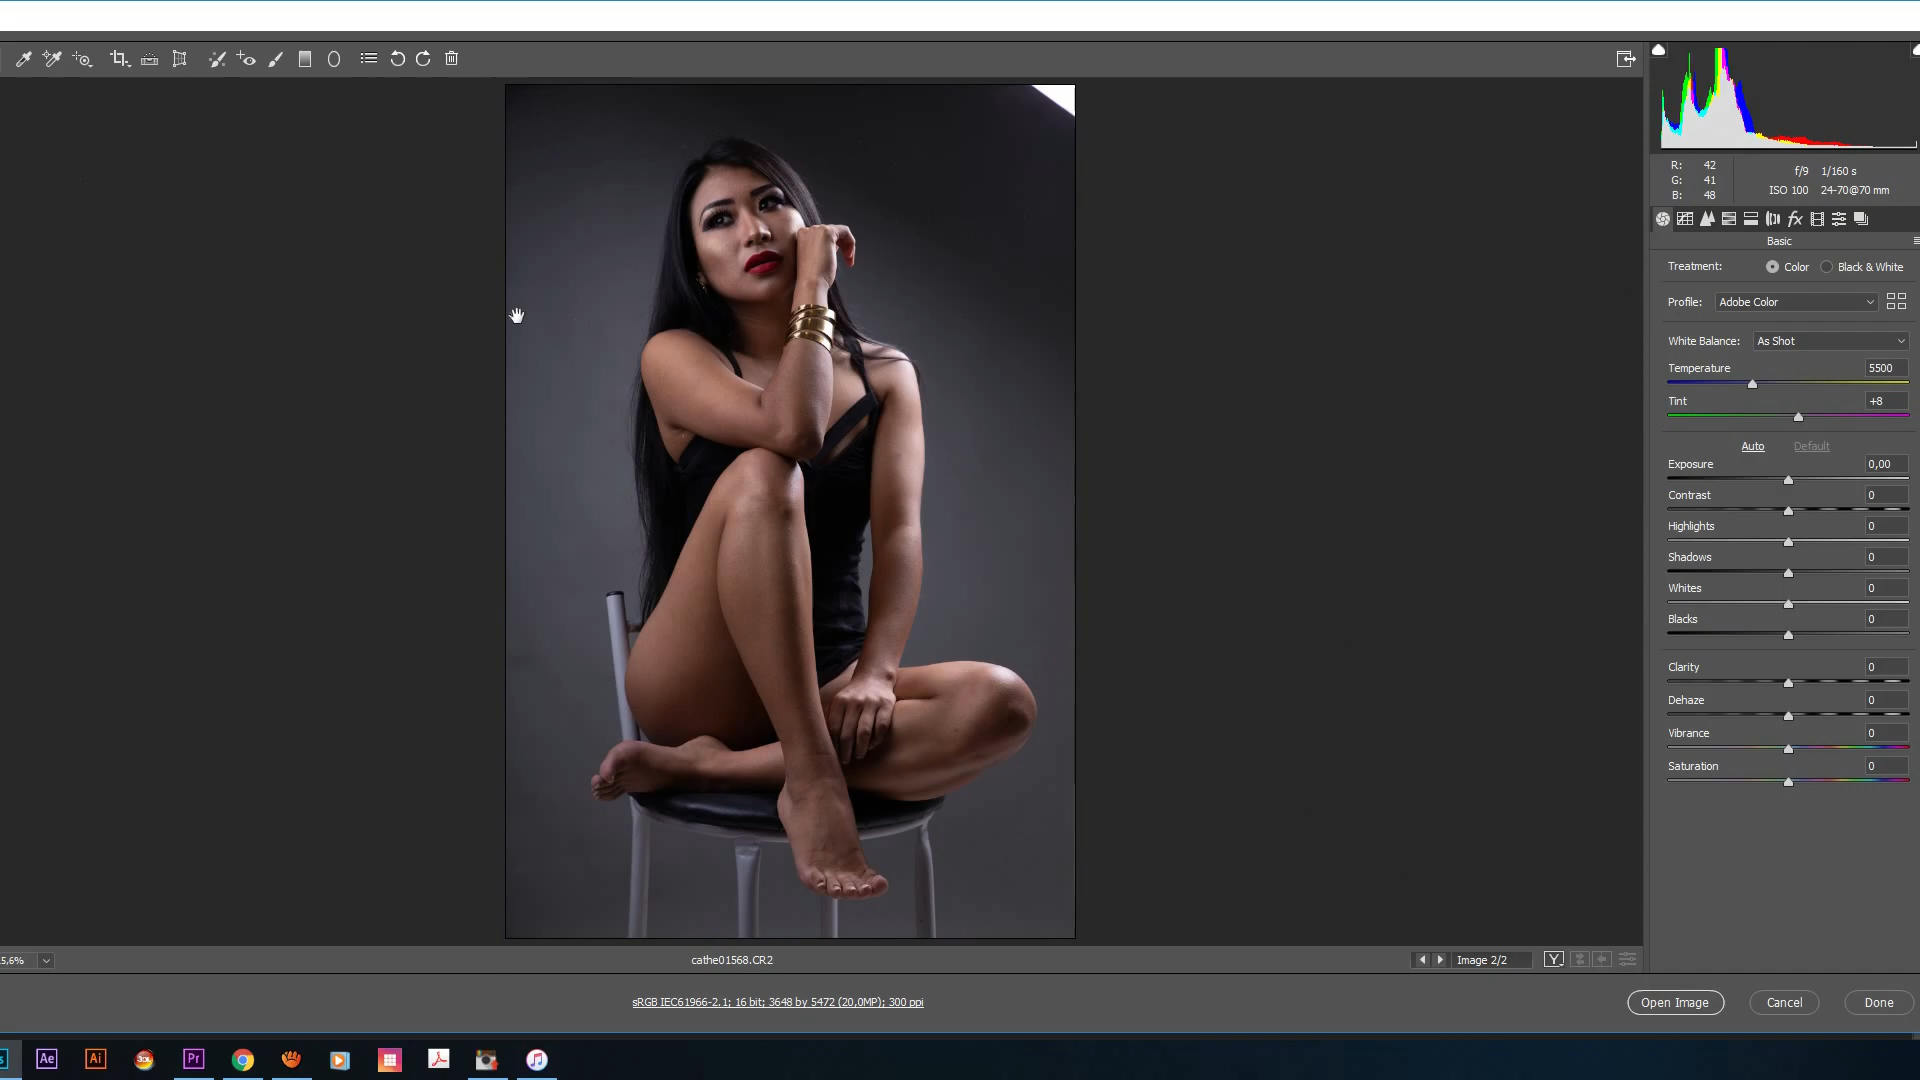 R: 42
G: 41
B: 48
f/9 1/160 s
ISO 100 24-70@70 mm
fx
Basic
Treatment: Color Black & White
Profile: Adobe Color
White Balance: As Shot
Temperature 5500
Tint +8
Auto Default
Exposure 0,00
Contrast 0
Highlights 0
Shadows 0
Whites 0
Blacks 0
Clarity 0
Dehaze 0
Vibrance 0
Saturation 0
5,6%
cathe01568.CR2
Image 2/2
Y
sRGB IEC61966-2.1; 16 bit; 3648 by 5472 (20,0MP); 300 ppi
Open Image Cancel Done
s Ae Ai Pr